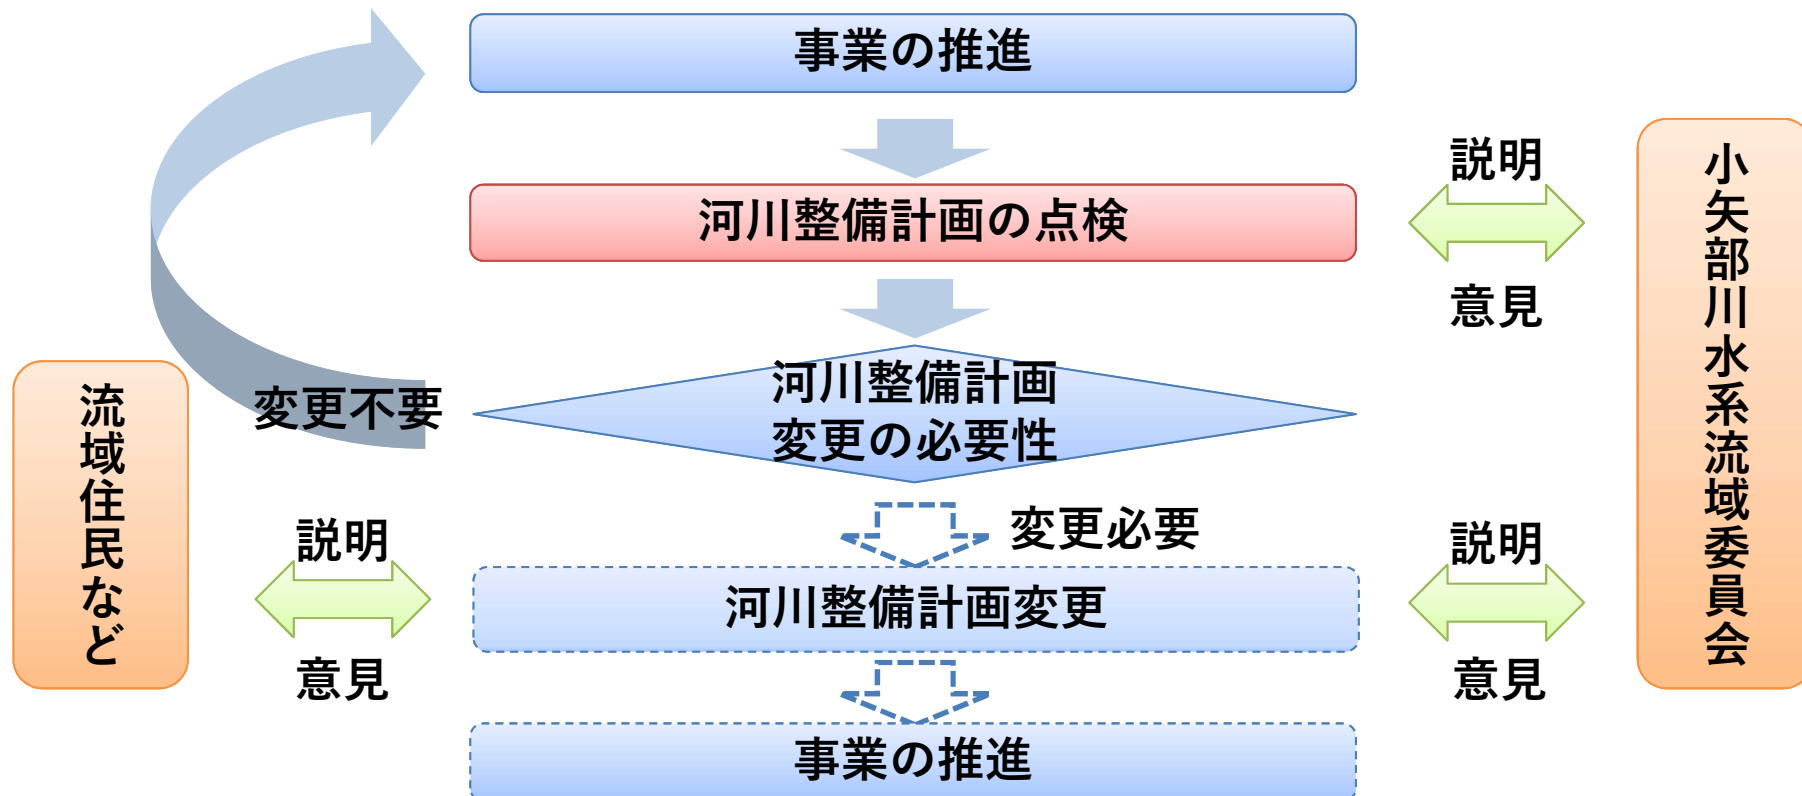 事業の推進
説明
河川整備計画の点検
意見
小矢部川水系流域委員会
河川整備計画
変更の必要性
変更不要
流域住民など
変更必要
説明
説明
河川整備計画変更
意見
意見
事業の推進